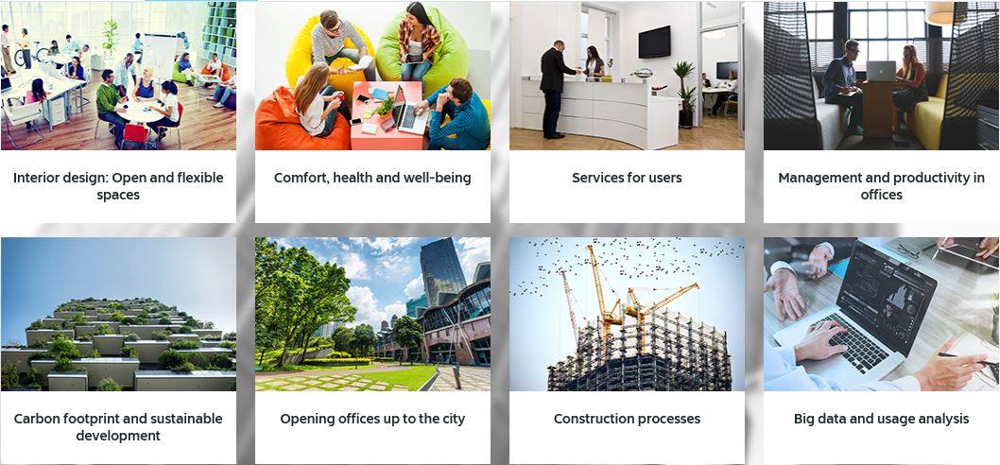 Interior design: Open and flexible
spaces
Comfort, health and well-being
Services for users
Management and productivity in
offices
Carbon footprint and sustainable
development
Opening offices up to the city
Construction processes
Big data and usage analysis